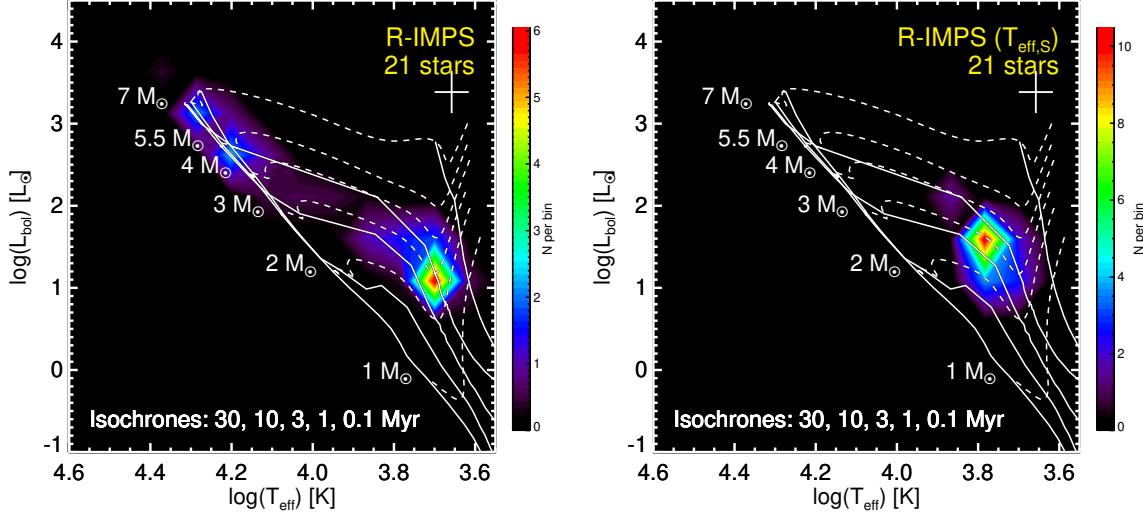 R-IMPS
21 stars
7 M⊙
5.5 M⊙
4 M⊙
3 M⊙
2 M⊙
1 M⊙
Isochrones: 30, 10, 3, 1, 0.1 Myr
log(L_bol) [L⊙]
4
3
2
1
0
-1
4.6
4.4
4.2
4.0
3.8
3.6
log(T_eff) [K]
6
5
4
3
2
1
0
N per bin
R-IMPS (T_eff,S)
21 stars
7 M⊙
5.5 M⊙
4 M⊙
3 M⊙
2 M⊙
1 M⊙
Isochrones: 30, 10, 3, 1, 0.1 Myr
log(L_bol) [L⊙]
4
3
2
1
0
-1
4.6
4.4
4.2
4.0
3.8
3.6
log(T_eff) [K]
10
8
6
4
2
0
N per bin